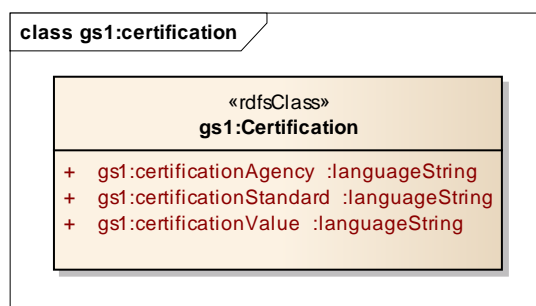 class gs1:certification
«rdfsClass»
gs1:Certification
+ gs1:certificationAgency :languageString
+ gs1:certificationStandard :languageString
+ gs1:certificationValue :languageString